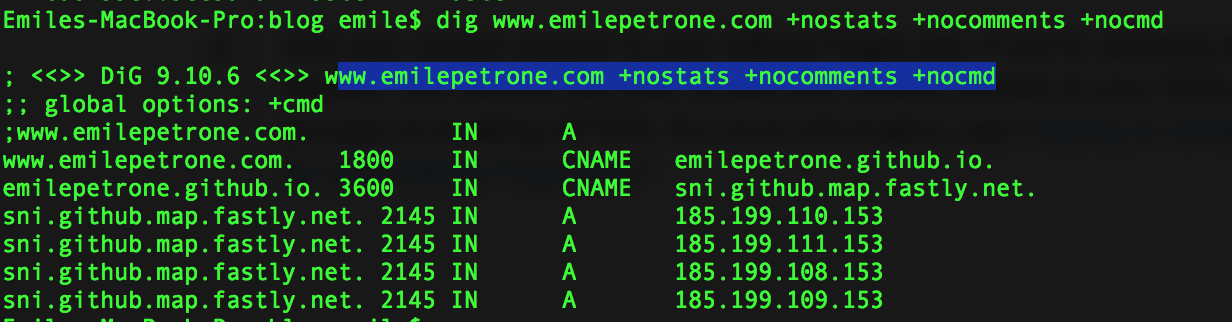 Emiles-MacBook-Pro:blog emile$ dig www.emilepetrone.com +nostats +nocomments +nocmd
; <<>> DiG 9.10.6 <<>> www.emilepetrone.com +nostats +nocomments +nocmd
;; global options: +cmd
;www.emilepetrone.com. IN A
www.emilepetrone.com. 1800 IN CNAME emilepetrone.github.io.
emilepetrone.github.io. 3600 IN CNAME sni.github.map.fastly.net.
sni.github.map.fastly.net. 2145 IN A 185.199.110.153
sni.github.map.fastly.net. 2145 IN A 185.199.111.153
sni.github.map.fastly.net. 2145 IN A 185.199.108.153
sni.github.map.fastly.net. 2145 IN A 185.199.109.153